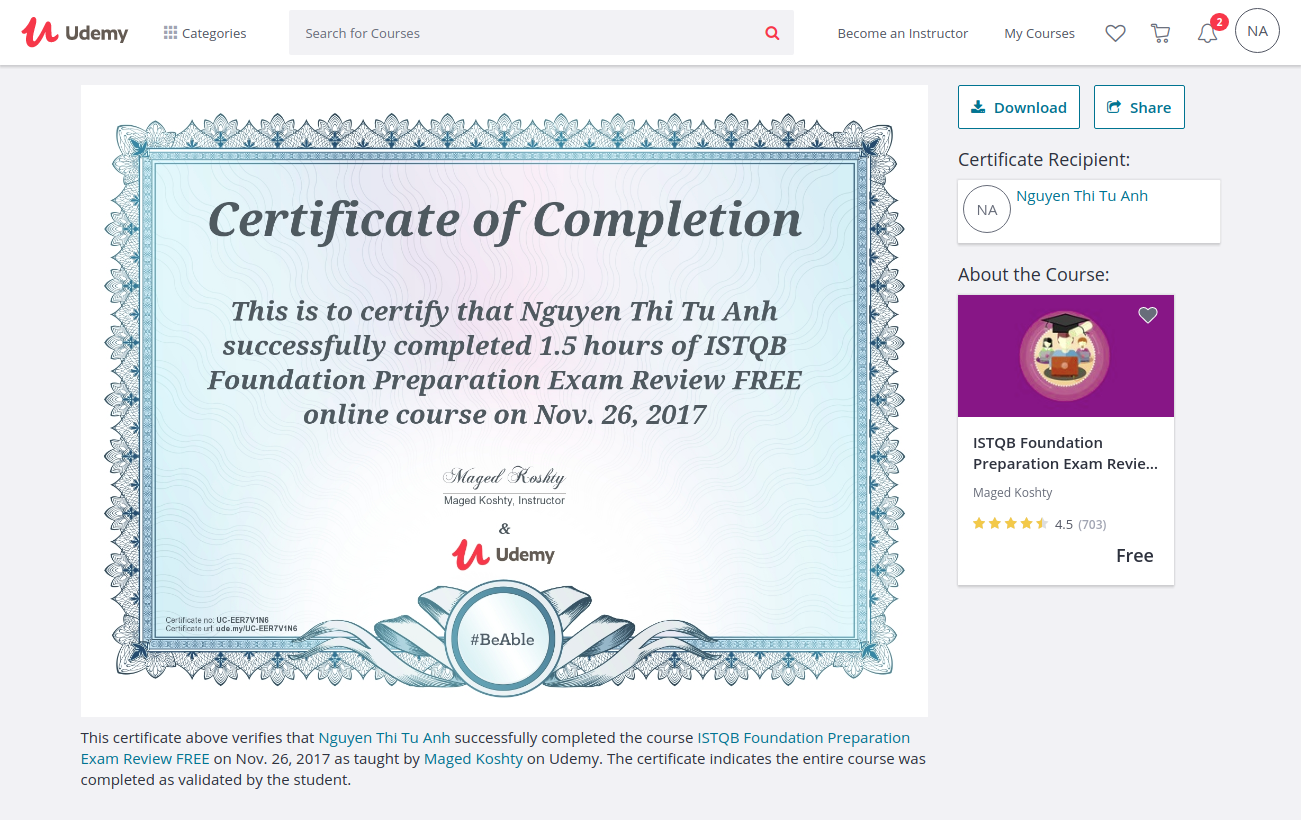 Udemy
Categories
Search for Courses
Become an Instructor
My Courses
2
NA
Certificate of Completion
This is to certify that Nguyen Thi Tu Anh
successfully completed 1.5 hours of ISTQB
Foundation Preparation Exam Review FREE
online course on Nov. 26, 2017
Maged Koshty
Maged Koshty, Instructor
&
Udemy
#BeAble
Certificate no: UC-EER7V1N6
Certificate url: ude.my/UC-EER7V1N6
This certificate above verifies that Nguyen Thi Tu Anh successfully completed the course ISTQB Foundation Preparation
Exam Review FREE on Nov. 26, 2017 as taught by Maged Koshty on Udemy. The certificate indicates the entire course was
completed as validated by the student.
Download
Share
Certificate Recipient:
NA
Nguyen Thi Tu Anh
About the Course:
ISTQB Foundation
Preparation Exam Revie...
Maged Koshty
4.5 (703)
Free